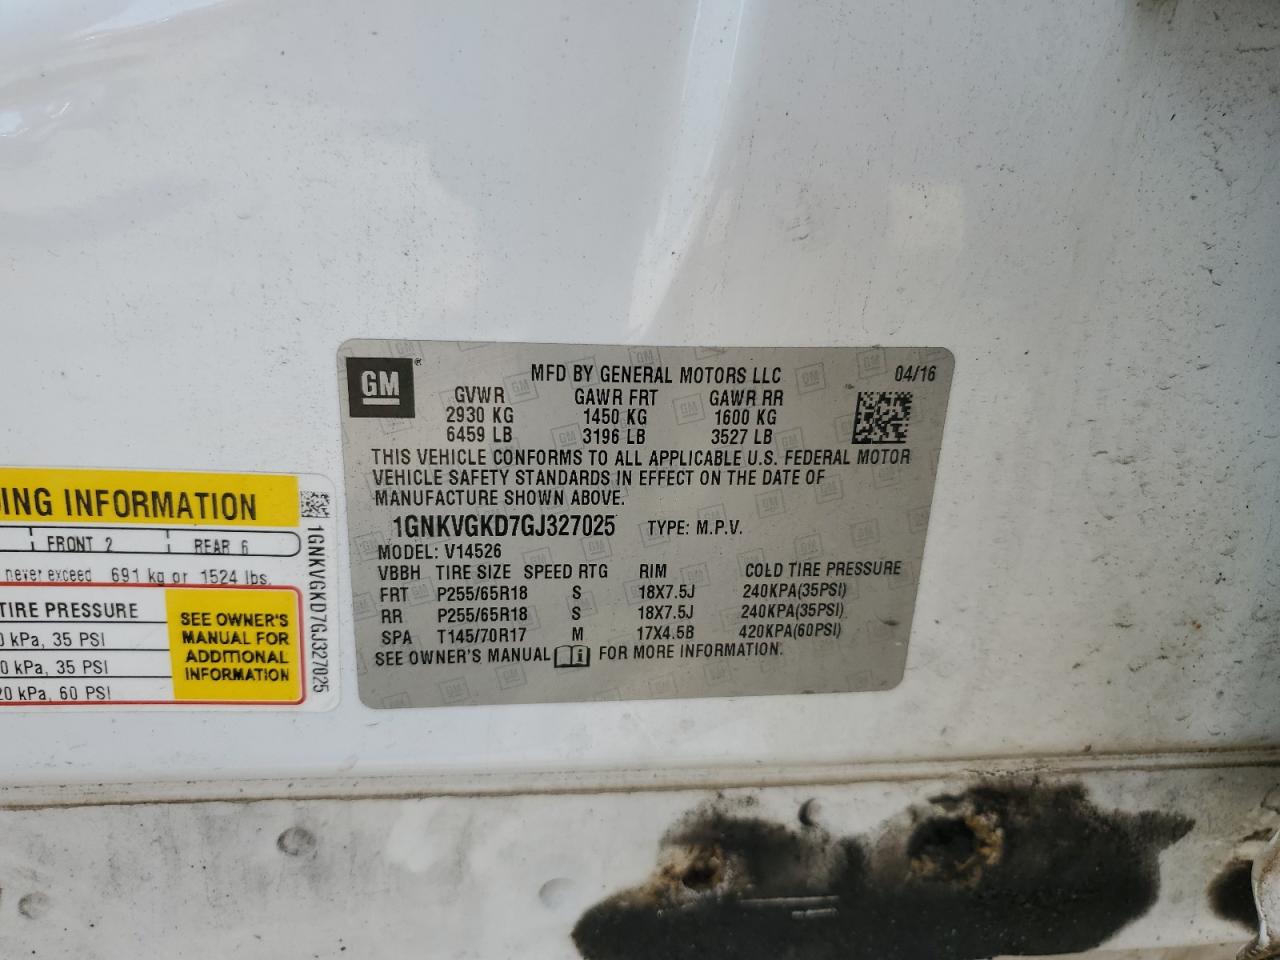 GM
MFD BY GENERAL MOTORS LLC 04/16
GVWR GAWR FRT GAWR RR
2930 KG 1450 KG 1600 KG
6459 LB 3196 LB 3527 LB
THIS VEHICLE CONFORMS TO ALL APPLICABLE U.S. FEDERAL MOTOR
VEHICLE SAFETY STANDARDS IN EFFECT ON THE DATE OF
MANUFACTURE SHOWN ABOVE.
1GNKVGKD7GJ327025 TYPE: M.P.V.
MODEL: V14526
VBBH TIRE SIZE SPEED RTG RIM COLD TIRE PRESSURE
FRT P255/65R18 S 18X7.5J 240KPA(35PSI)
RR P255/65R18 S 18X7.5J 240KPA(35PSI)
SPA T145/70R17 M 17X4.5B 420KPA(60PSI)
SEE OWNER'S MANUAL FOR MORE INFORMATION.
ING INFORMATION
FRONT 2 REAR 6
never exceed 691 kg or 1524 lbs.
TIRE PRESSURE
0 kPa, 35 PSI
0 kPa, 35 PSI
20 kPa, 60 PSI
SEE OWNER'S
MANUAL FOR
ADDITIONAL
INFORMATION
1GNKVGKD7GJ327025